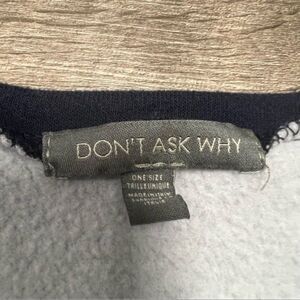 DON'T ASK WHY
ONE SIZE
TAILLE UNIQUE
MADE IN ITALY